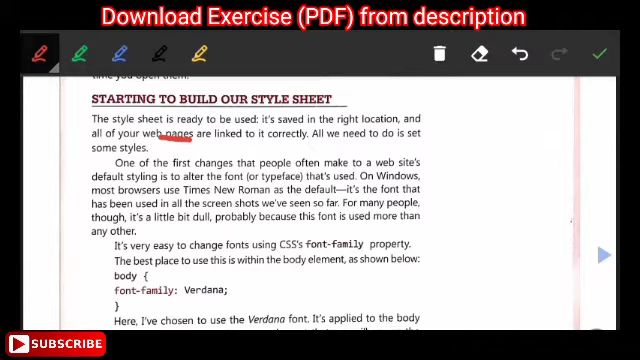 Download Exercise (PDF) from description
time you open them.
STARTING TO BUILD OUR STYLE SHEET
The style sheet is ready to be used: it's saved in the right location, and
all of your web pages are linked to it correctly. All we need to do is set
some styles.
One of the first changes that people often make to a web site's
default styling is to alter the font (or typeface) that's used. On Windows,
most browsers use Times New Roman as the default—it's the font that
has been used in all the screen shots we've seen so far. For many people,
though, it's a little bit dull, probably because this font is used more than
any other.
It's very easy to change fonts using CSS's font-family property.
The best place to use this is within the body element, as shown below:
body {
font-family: Verdana;
}
Here, I've chosen to use the Verdana font. It's applied to the body
SUBSCRIBE